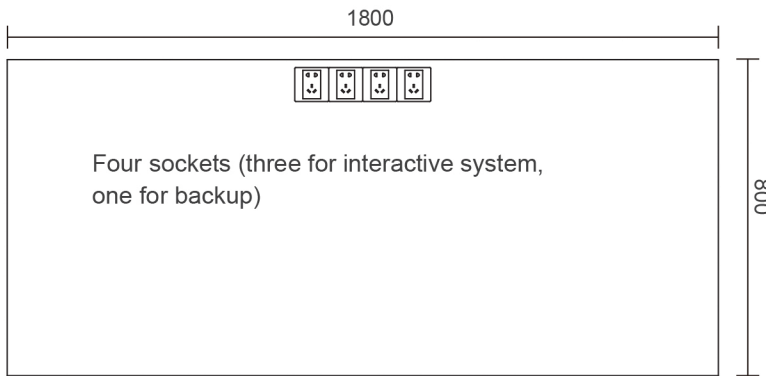 1800
Four sockets (three for interactive system,
one for backup)
800